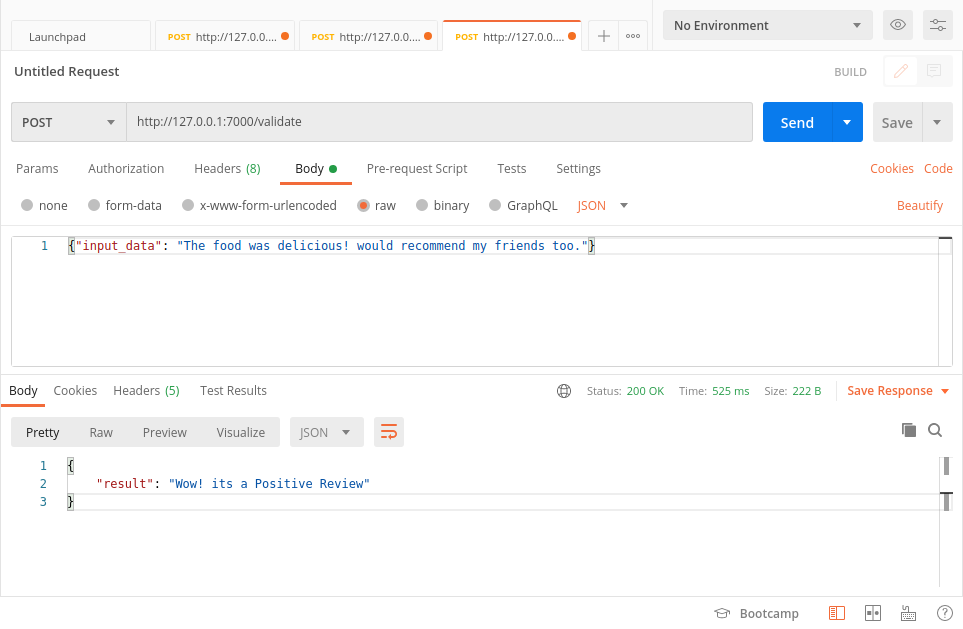 Launchpad POST http://127.0.0.... POST http://127.0.0.... POST http://127.0.0.... No Environment
Untitled Request BUILD
POST http://127.0.0.1:7000/validate Send Save
Params Authorization Headers (8) Body Pre-request Script Tests Settings Cookies Code
none form-data x-www-form-urlencoded raw binary GraphQL JSON Beautify
1 {"input_data": "The food was delicious! would recommend my friends too."}
Body Cookies Headers (5) Test Results Status: 200 OK Time: 525 ms Size: 222 B Save Response
Pretty Raw Preview Visualize JSON
1 {
2 "result": "Wow! its a Positive Review"
3 }
Bootcamp